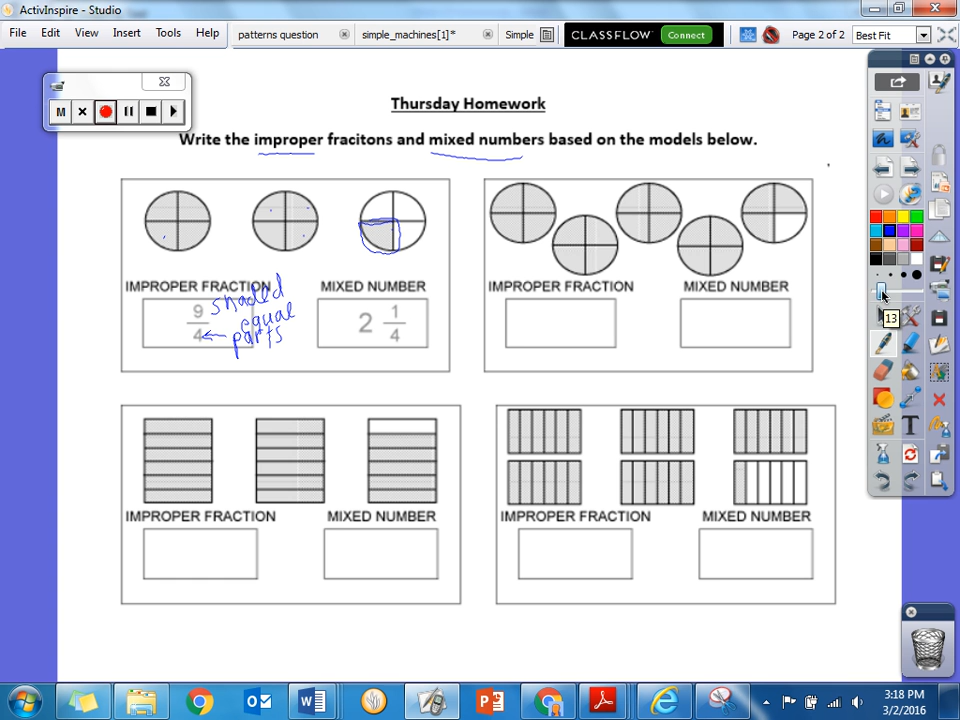 ActivInspire - Studio
File Edit View Insert Tools Help patterns question simple_machines[1]* Simple CLASSFLOW Connect Page 2 of 2 Best Fit
M
Thursday Homework
Write the improper fracitons and mixed numbers based on the models below.
IMPROPER FRACTION MIXED NUMBER IMPROPER FRACTION MIXED NUMBER
shaded
equal
parts
9
4
2 1
4
13
IMPROPER FRACTION MIXED NUMBER IMPROPER FRACTION MIXED NUMBER
T
3:18 PM
3/2/2016